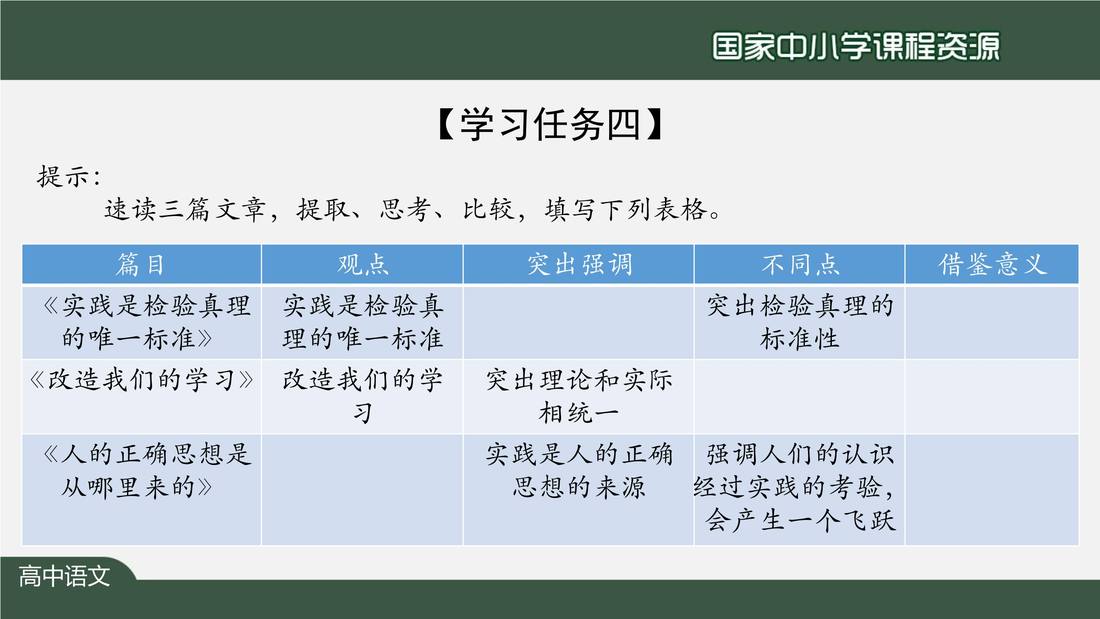 国家中小学课程资源
【学习任务四】
提示：
速读三篇文章，提取、思考、比较，填写下列表格。
篇目 观点 突出强调 不同点 借鉴意义
《实践是检验真理 实践是检验真 突出检验真理的
的唯一标准》 理的唯一标准 标准性
《改造我们的学习》 改造我们的学 突出理论和实际
习 相统一
《人的正确思想是 实践是人的正确 强调人们的认识
从哪里来的》 思想的来源 经过实践的考验，
会产生一个飞跃
高中语文